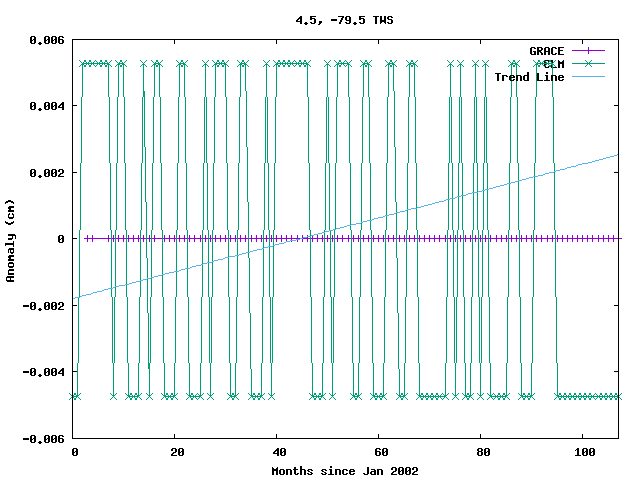 4.5, -79.5 TWS
0.006
0.004
0.002
0
-0.002
-0.004
-0.006
Anomaly (cm)
GRACE
CLM
Trend Line
0 20 40 60 80 100
Months since Jan 2002